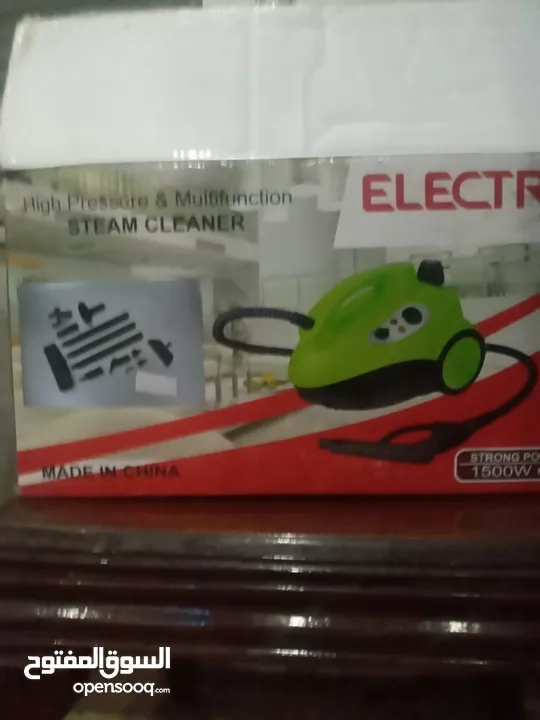 High Pressure & Multifunction
STEAM CLEANER
ELECTR
MADE IN CHINA
STRONG PO
1500W
السوق المفتوح
opensooq.com